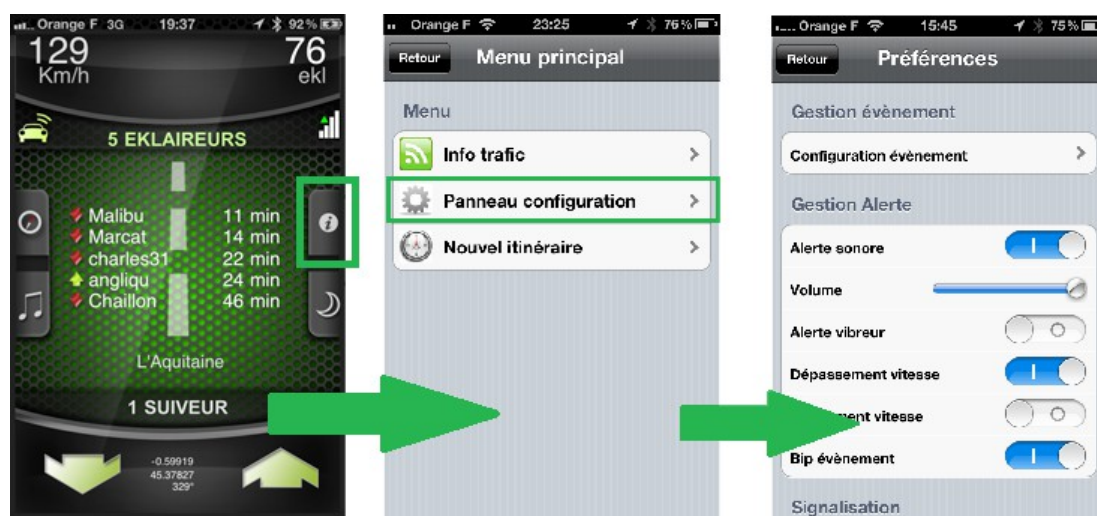 Orange F 3G 19:37 92 %
129 76
Km/h ekl
5 EKLAIREURS
Malibu 11 min
Marcat 14 min
charles31 22 min
angliqu 24 min
Chaillon 46 min
L'Aquitaine
1 SUIVEUR
-0.59919
45.37827
329°
Orange F 23:25 76 %
Retour Menu principal
Menu
Info trafic
Panneau configuration
Nouvel itinéraire
Orange F 15:45 75 %
Retour Préférences
Gestion évènement
Configuration évènement
Gestion Alerte
Alerte sonore
Volume
Alerte vibreur
Dépassement vitesse
vitesse
Bip évènement
Signalisation